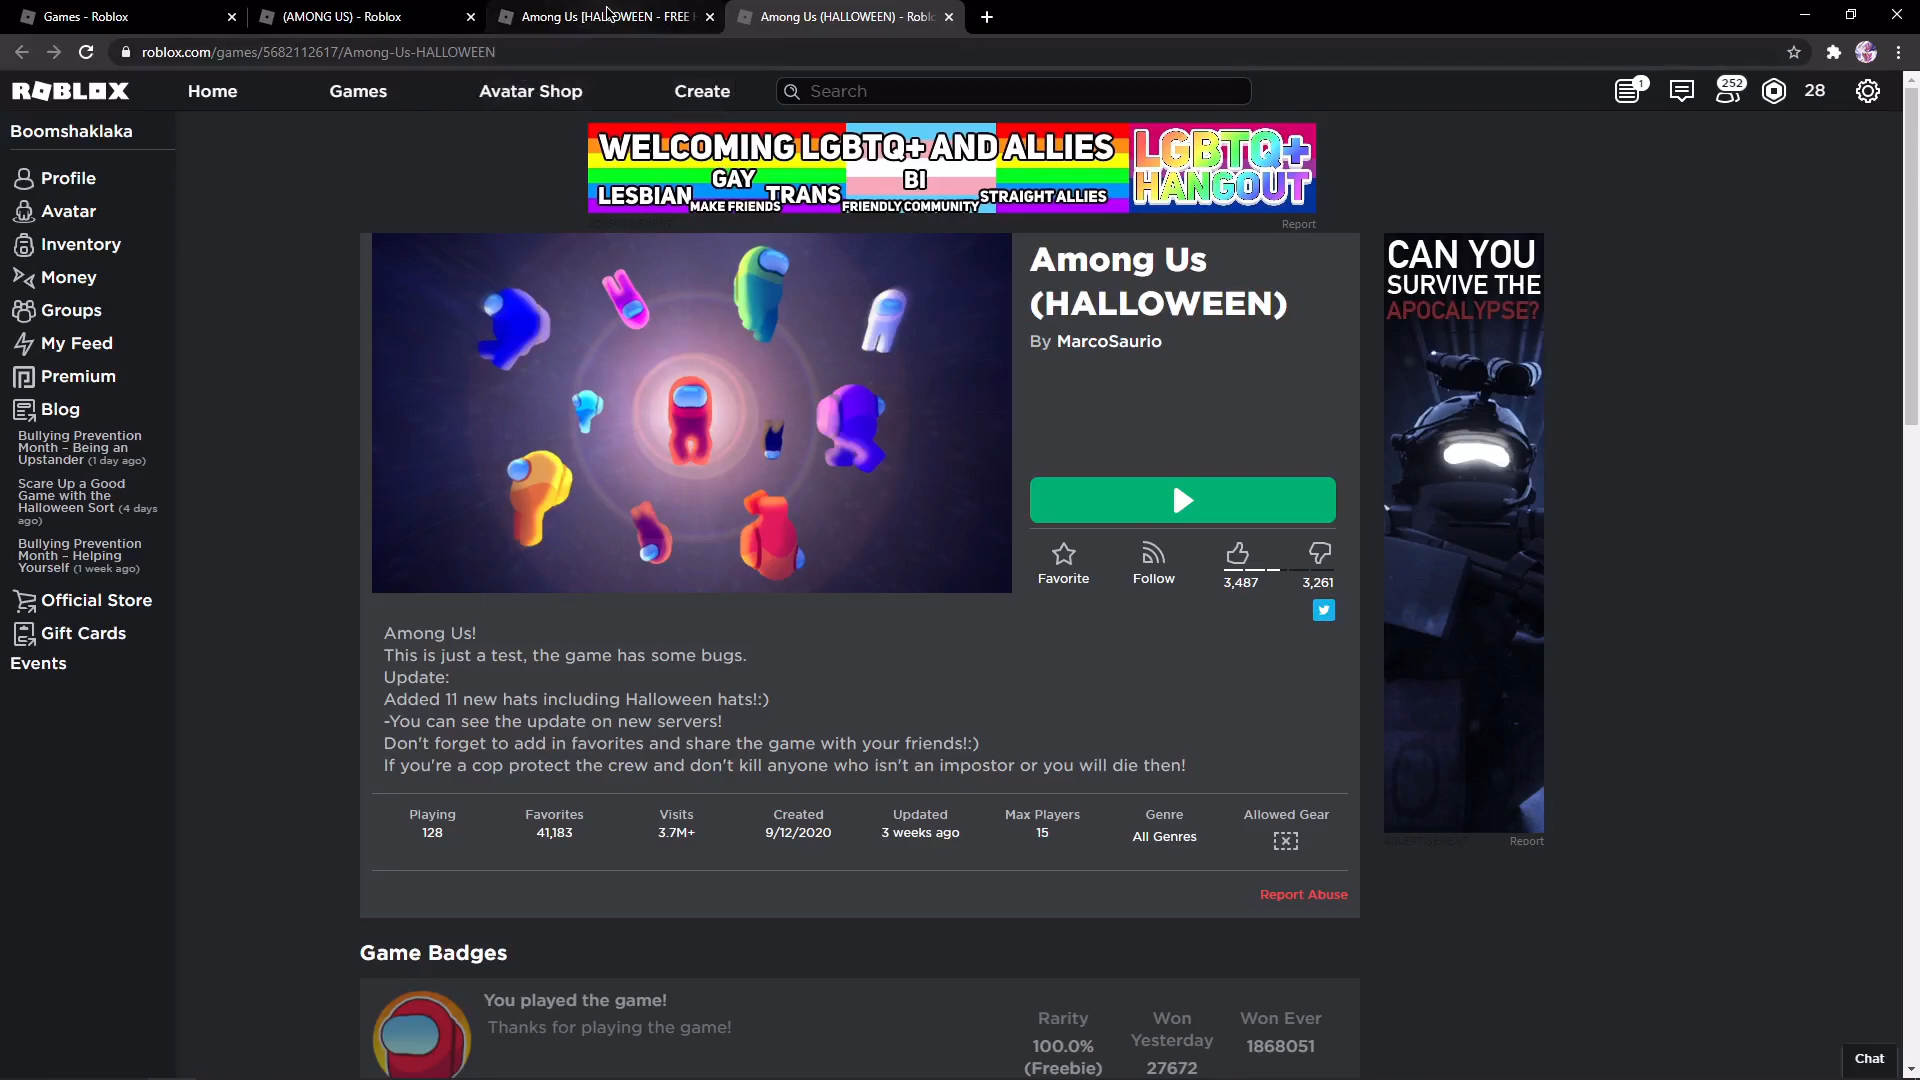 Games - Roblox
(AMONG US) - Roblox
Among Us [HALLOWEEN - FREE
Among Us (HALLOWEEN) - Roblo
roblox.com/games/5682112617/Among-Us-HALLOWEEN
ROBLOX
Home
Games
Avatar Shop
Create
Search
1
252
28
Boomshaklaka
Profile
Avatar
Inventory
Money
Groups
My Feed
Premium
Blog
Bullying Prevention
Month – Being an
Upstander (1 day ago)
Scare Up a Good
Game with the
Halloween Sort (4 days
ago)
Bullying Prevention
Month – Helping
Yourself (1 week ago)
Official Store
Gift Cards
Events
WELCOMING LGBTQ+ AND ALLIES
GAY
BI
LESBIAN
TRANS
STRAIGHT ALLIES
MAKE FRIENDS
FRIENDLY COMMUNITY
LGBTQ+
HANGOUT
ADVERTISEMENT
Report
Among Us
(HALLOWEEN)
By MarcoSaurio
Favorite
Follow
3,487
3,261
Among Us!
This is just a test, the game has some bugs.
Update:
Added 11 new hats including Halloween hats!:)
-You can see the update on new servers!
Don't forget to add in favorites and share the game with your friends!:)
If you're a cop protect the crew and don't kill anyone who isn't an impostor or you will die then!
Playing
128
Favorites
41,183
Visits
3.7M+
Created
9/12/2020
Updated
3 weeks ago
Max Players
15
Genre
All Genres
Allowed Gear
Report Abuse
CAN YOU
SURVIVE THE
APOCALYPSE?
ADVERTISEMENT
Report
Game Badges
You played the game!
Thanks for playing the game!
Rarity
100.0%
(Freebie)
Won
Yesterday
27672
Won Ever
1868051
Chat